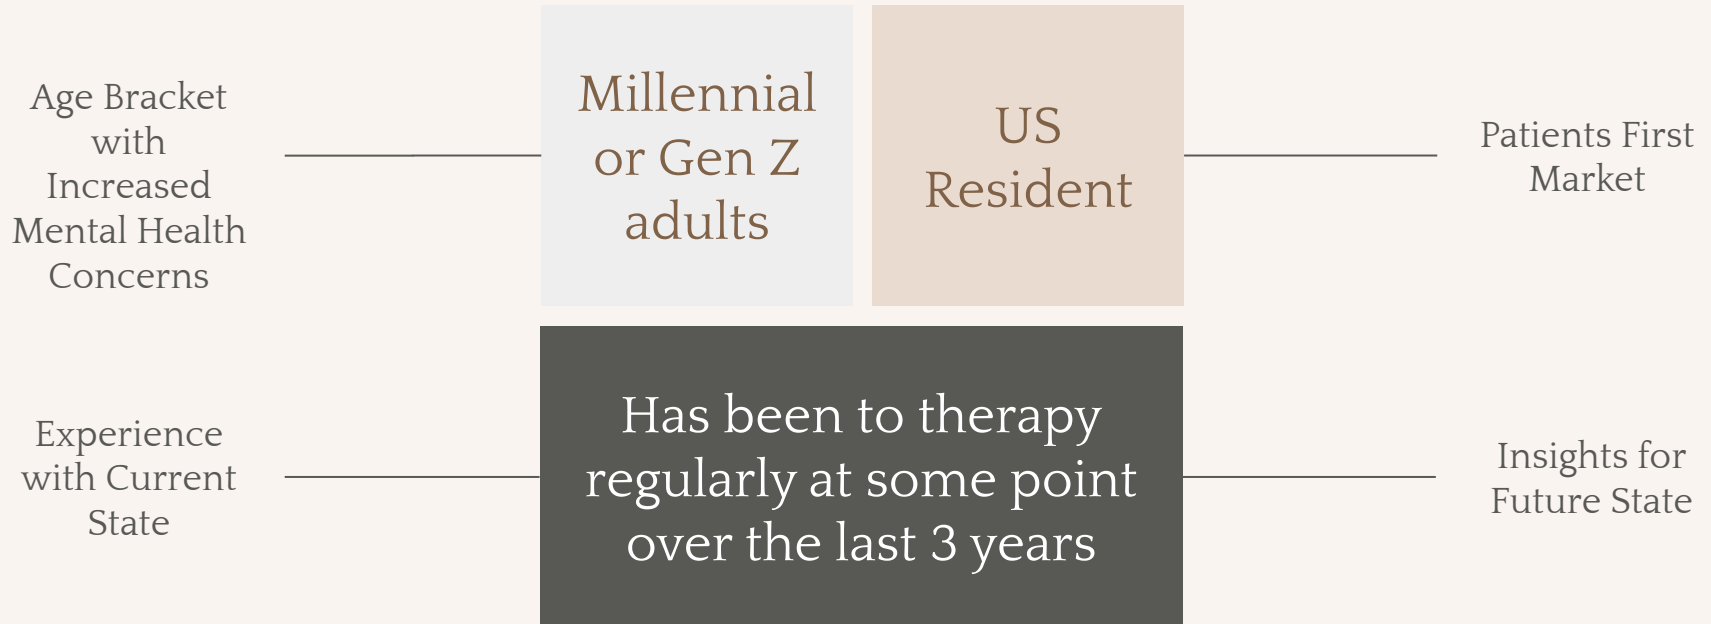 Age Bracket
with
Increased
Mental Health
Concerns
Millennial
or Gen Z
adults
US
Resident
Patients First
Market
Experience
with Current
State
Has been to therapy
regularly at some point
over the last 3 years
Insights for
Future State